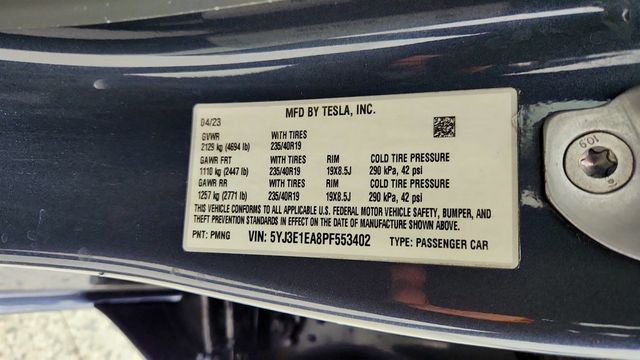 MFD BY TESLA, INC.
04/23
GVWR WITH TIRES
2129 kg (4694 lb) 235/40R19
GAWR FRT WITH TIRES RIM COLD TIRE PRESSURE
1110 kg (2447 lb) 235/40R19 19X8.5J 290 kPa, 42 psi
GAWR RR WITH TIRES RIM COLD TIRE PRESSURE
1257 kg (2771 lb) 235/40R19 19X8.5J 290 kPa, 42 psi
THIS VEHICLE CONFORMS TO ALL APPLICABLE U.S. FEDERAL MOTOR VEHICLE SAFETY, BUMPER, AND
THEFT PREVENTION STANDARDS IN EFFECT ON THE DATE OF MANUFACTURE SHOWN ABOVE.
PNT: PMNG VIN: 5YJ3E1EA8PF553402 TYPE: PASSENGER CAR
109